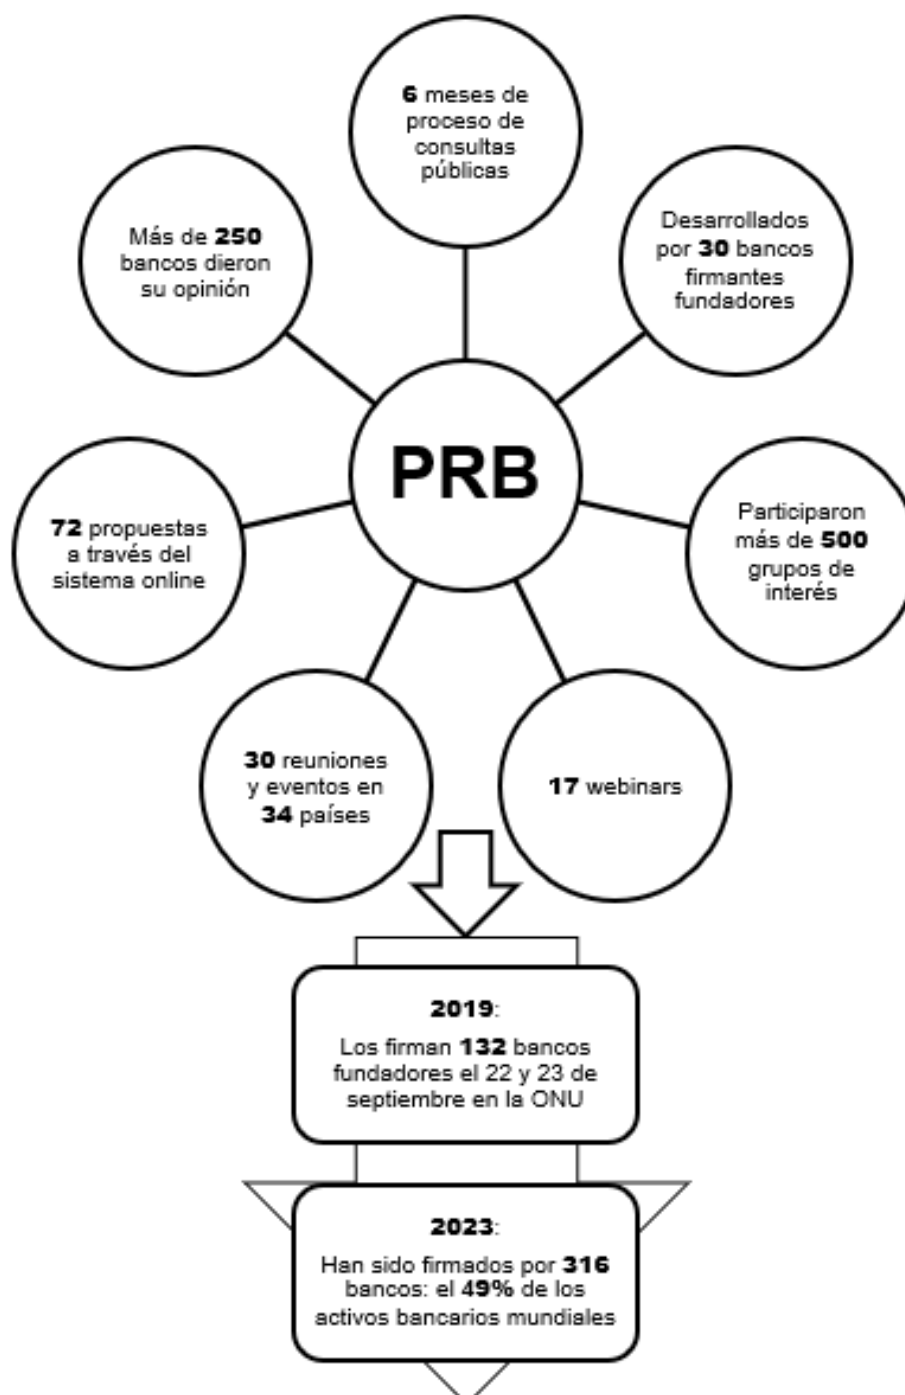 6 meses de
proceso de
consultas
públicas
Desarrollados
por 30 bancos
firmantes
fundadores
Más de 250
bancos dieron
su opinión
PRB
72 propuestas
a través del
sistema online
Participaron
más de 500
grupos de
interés
30 reuniones
y eventos en
34 países
17 webinars
2019:
Los firman 132 bancos
fundadores el 22 y 23 de
septiembre en la ONU
2023:
Han sido firmados por 316
bancos: el 49% de los
activos bancarios mundiales